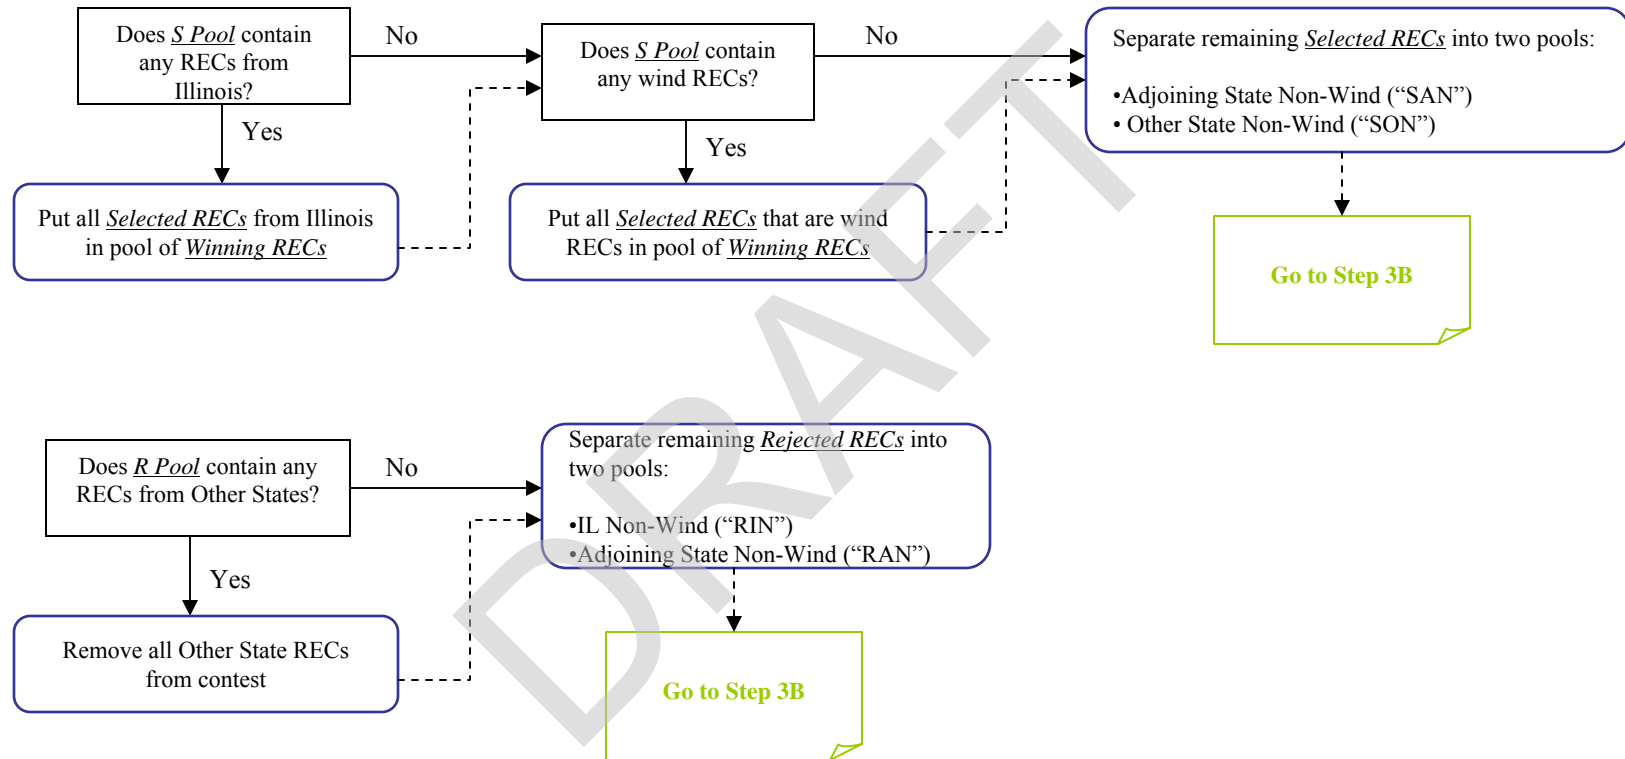 Does S Pool contain
any RECs from
Illinois?
No
Yes
Put all Selected RECs from Illinois
in pool of Winning RECs
Does S Pool contain
any wind RECs?
No
Yes
Put all Selected RECs that are wind
RECs in pool of Winning RECs
Separate remaining Selected RECs into two pools:
•Adjoining State Non-Wind (“SAN”)
• Other State Non-Wind (“SON”)
Go to Step 3B
Does R Pool contain any
RECs from Other States?
No
Yes
Remove all Other State RECs
from contest
Separate remaining Rejected RECs into
two pools:
•IL Non-Wind (“RIN”)
•Adjoining State Non-Wind (“RAN”)
Go to Step 3B
DRAFT